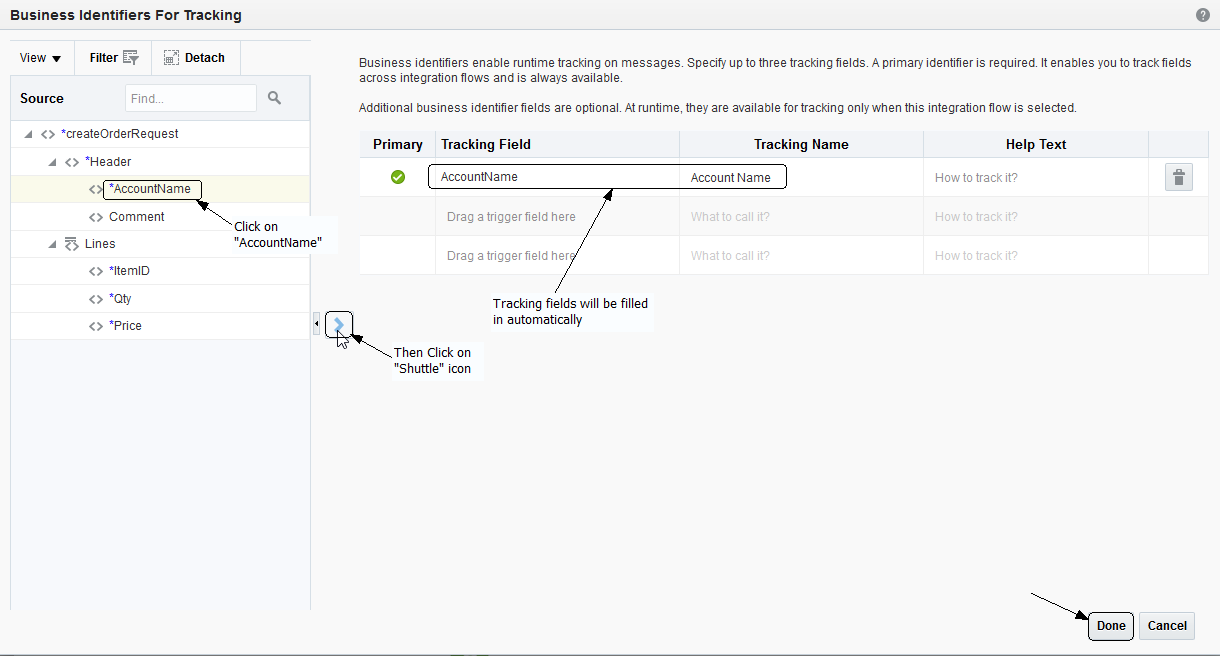 Business Identifiers For Tracking
?
View
Filter
Detach
Source
Find...
*createOrderRequest
*Header
*AccountName
Comment
Lines
*ItemID
*Qty
*Price
Click on
"AccountName"
Then Click on
"Shuttle" icon
Business identifiers enable runtime tracking on messages. Specify up to three tracking fields. A primary identifier is required. It enables you to track fields
across integration flows and is always available.
Additional business identifier fields are optional. At runtime, they are available for tracking only when this integration flow is selected.
Primary Tracking Field Tracking Name Help Text
AccountName Account Name How to track it?
Drag a trigger field here What to call it? How to track it?
Drag a trigger field here What to call it? How to track it?
Tracking fields will be filled
in automatically
Done Cancel